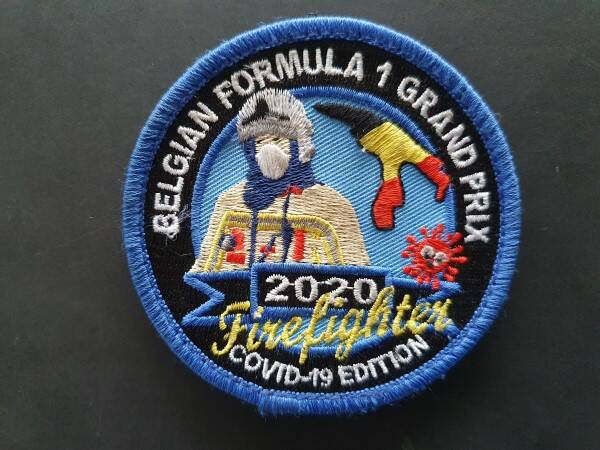 BELGIAN FORMULA 1 GRAND PRIX
2020
Firefighter
COVID-19 EDITION